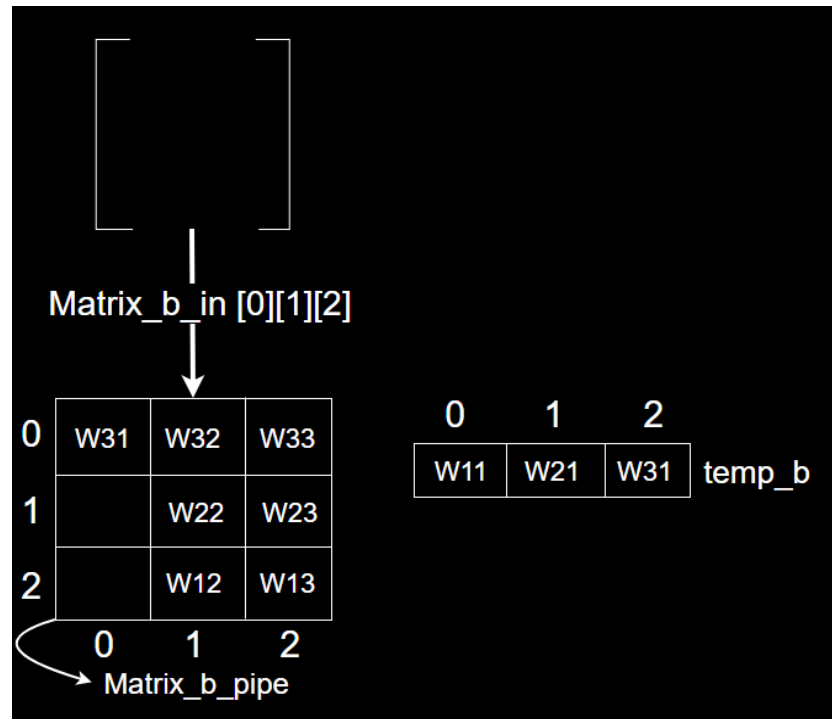 Matrix_b_in [0][1][2]
0 1 2
0 W31 W32 W33
W11 W21 W31 temp_b
1 W22 W23
2 W12 W13
0 1 2
Matrix_b_pipe